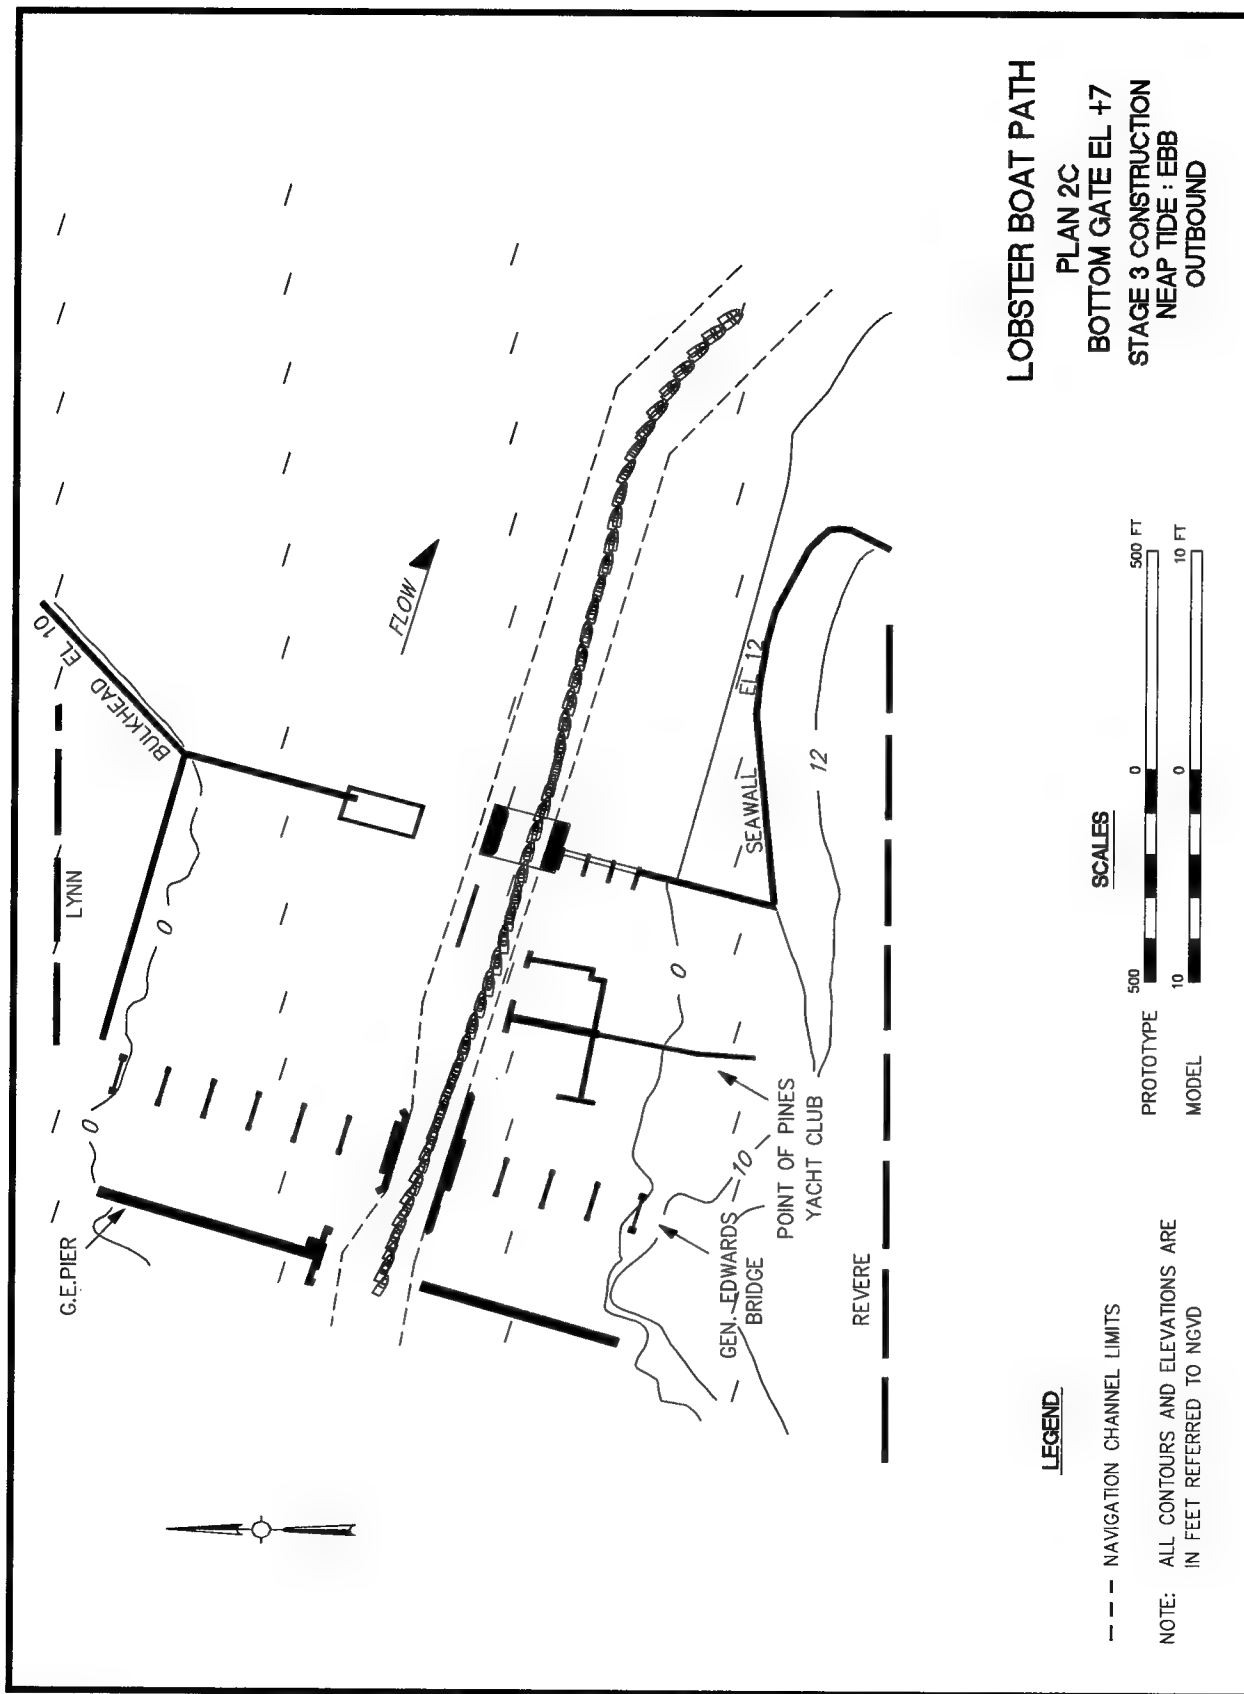 LYNN
BULKHEAD EL 10
G.E.PIER
0
0
FLOW
SEAWALL EL 12
12
0
10
GEN. EDWARDS
BRIDGE
POINT OF PINES
YACHT CLUB
REVERE
LOBSTER BOAT PATH
PLAN 2C
BOTTOM GATE EL +7
STAGE 3 CONSTRUCTION
NEAP TIDE : EBB
OUTBOUND
LEGEND
NAVIGATION CHANNEL LIMITS
NOTE: ALL CONTOURS AND ELEVATIONS ARE
IN FEET REFERRED TO NGVD
SCALES
PROTOTYPE 500 0 500 FT
MODEL 10 0 10 FT